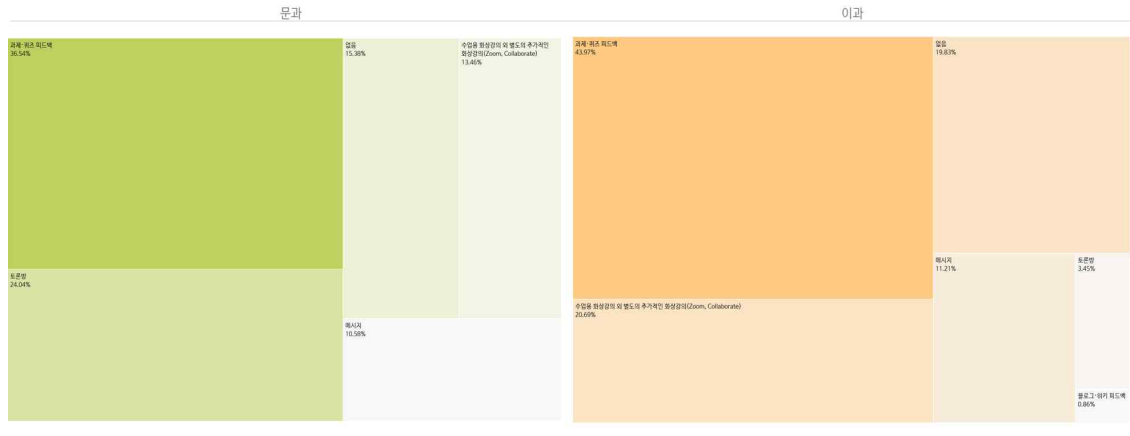 문과
과제·퀴즈 피드백
36.54%
없음
15.38%
수업용 화상강의 외 별도의 추가적인
화상강의(Zoom, Collaborate)
13.46%
토론방
24.04%
메시지
10.58%
이과
과제·퀴즈 피드백
43.97%
없음
19.83%
수업용 화상강의 외 별도의 추가적인 화상강의(Zoom, Collaborate)
20.69%
메시지
11.21%
토론방
3.45%
블로그·위키 피드백
0.86%